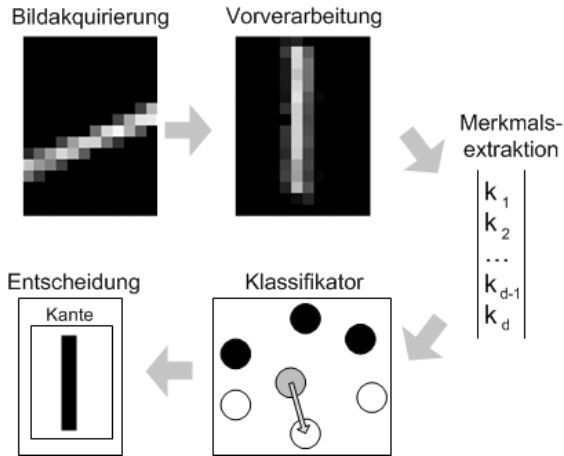 Bildakquirierung
Vorverarbeitung
Merkmals-
extraktion
k1
k2
...
kd-1
kd
Klassifikator
Entscheidung
Kante